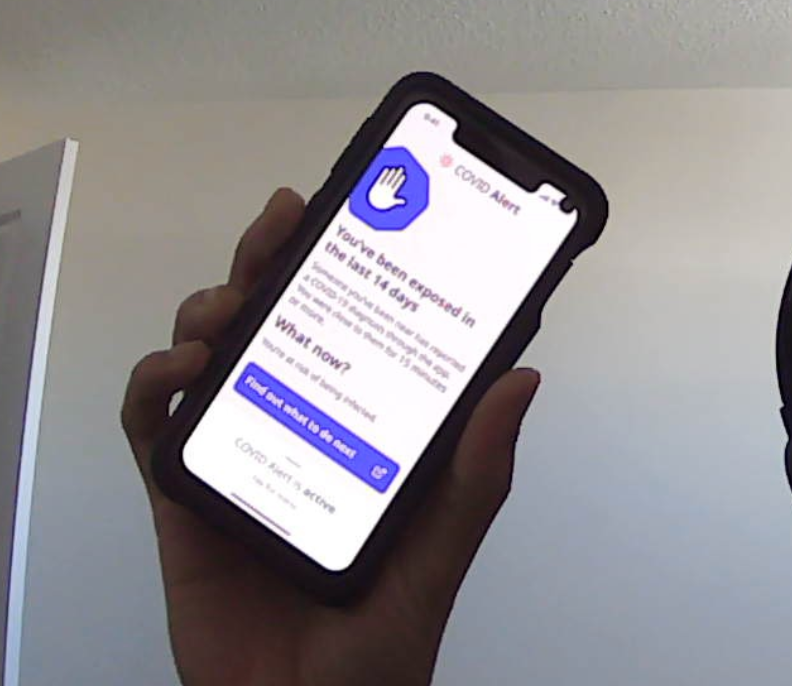 9:41
COVID Alert
You've been exposed in
the last 14 days
Someone you've been near has reported
a COVID-19 diagnosis through the app.
You were close to them for 15 minutes
or more.
What now?
You're at risk of being infected.
Find out what to do next
COVID Alert is active